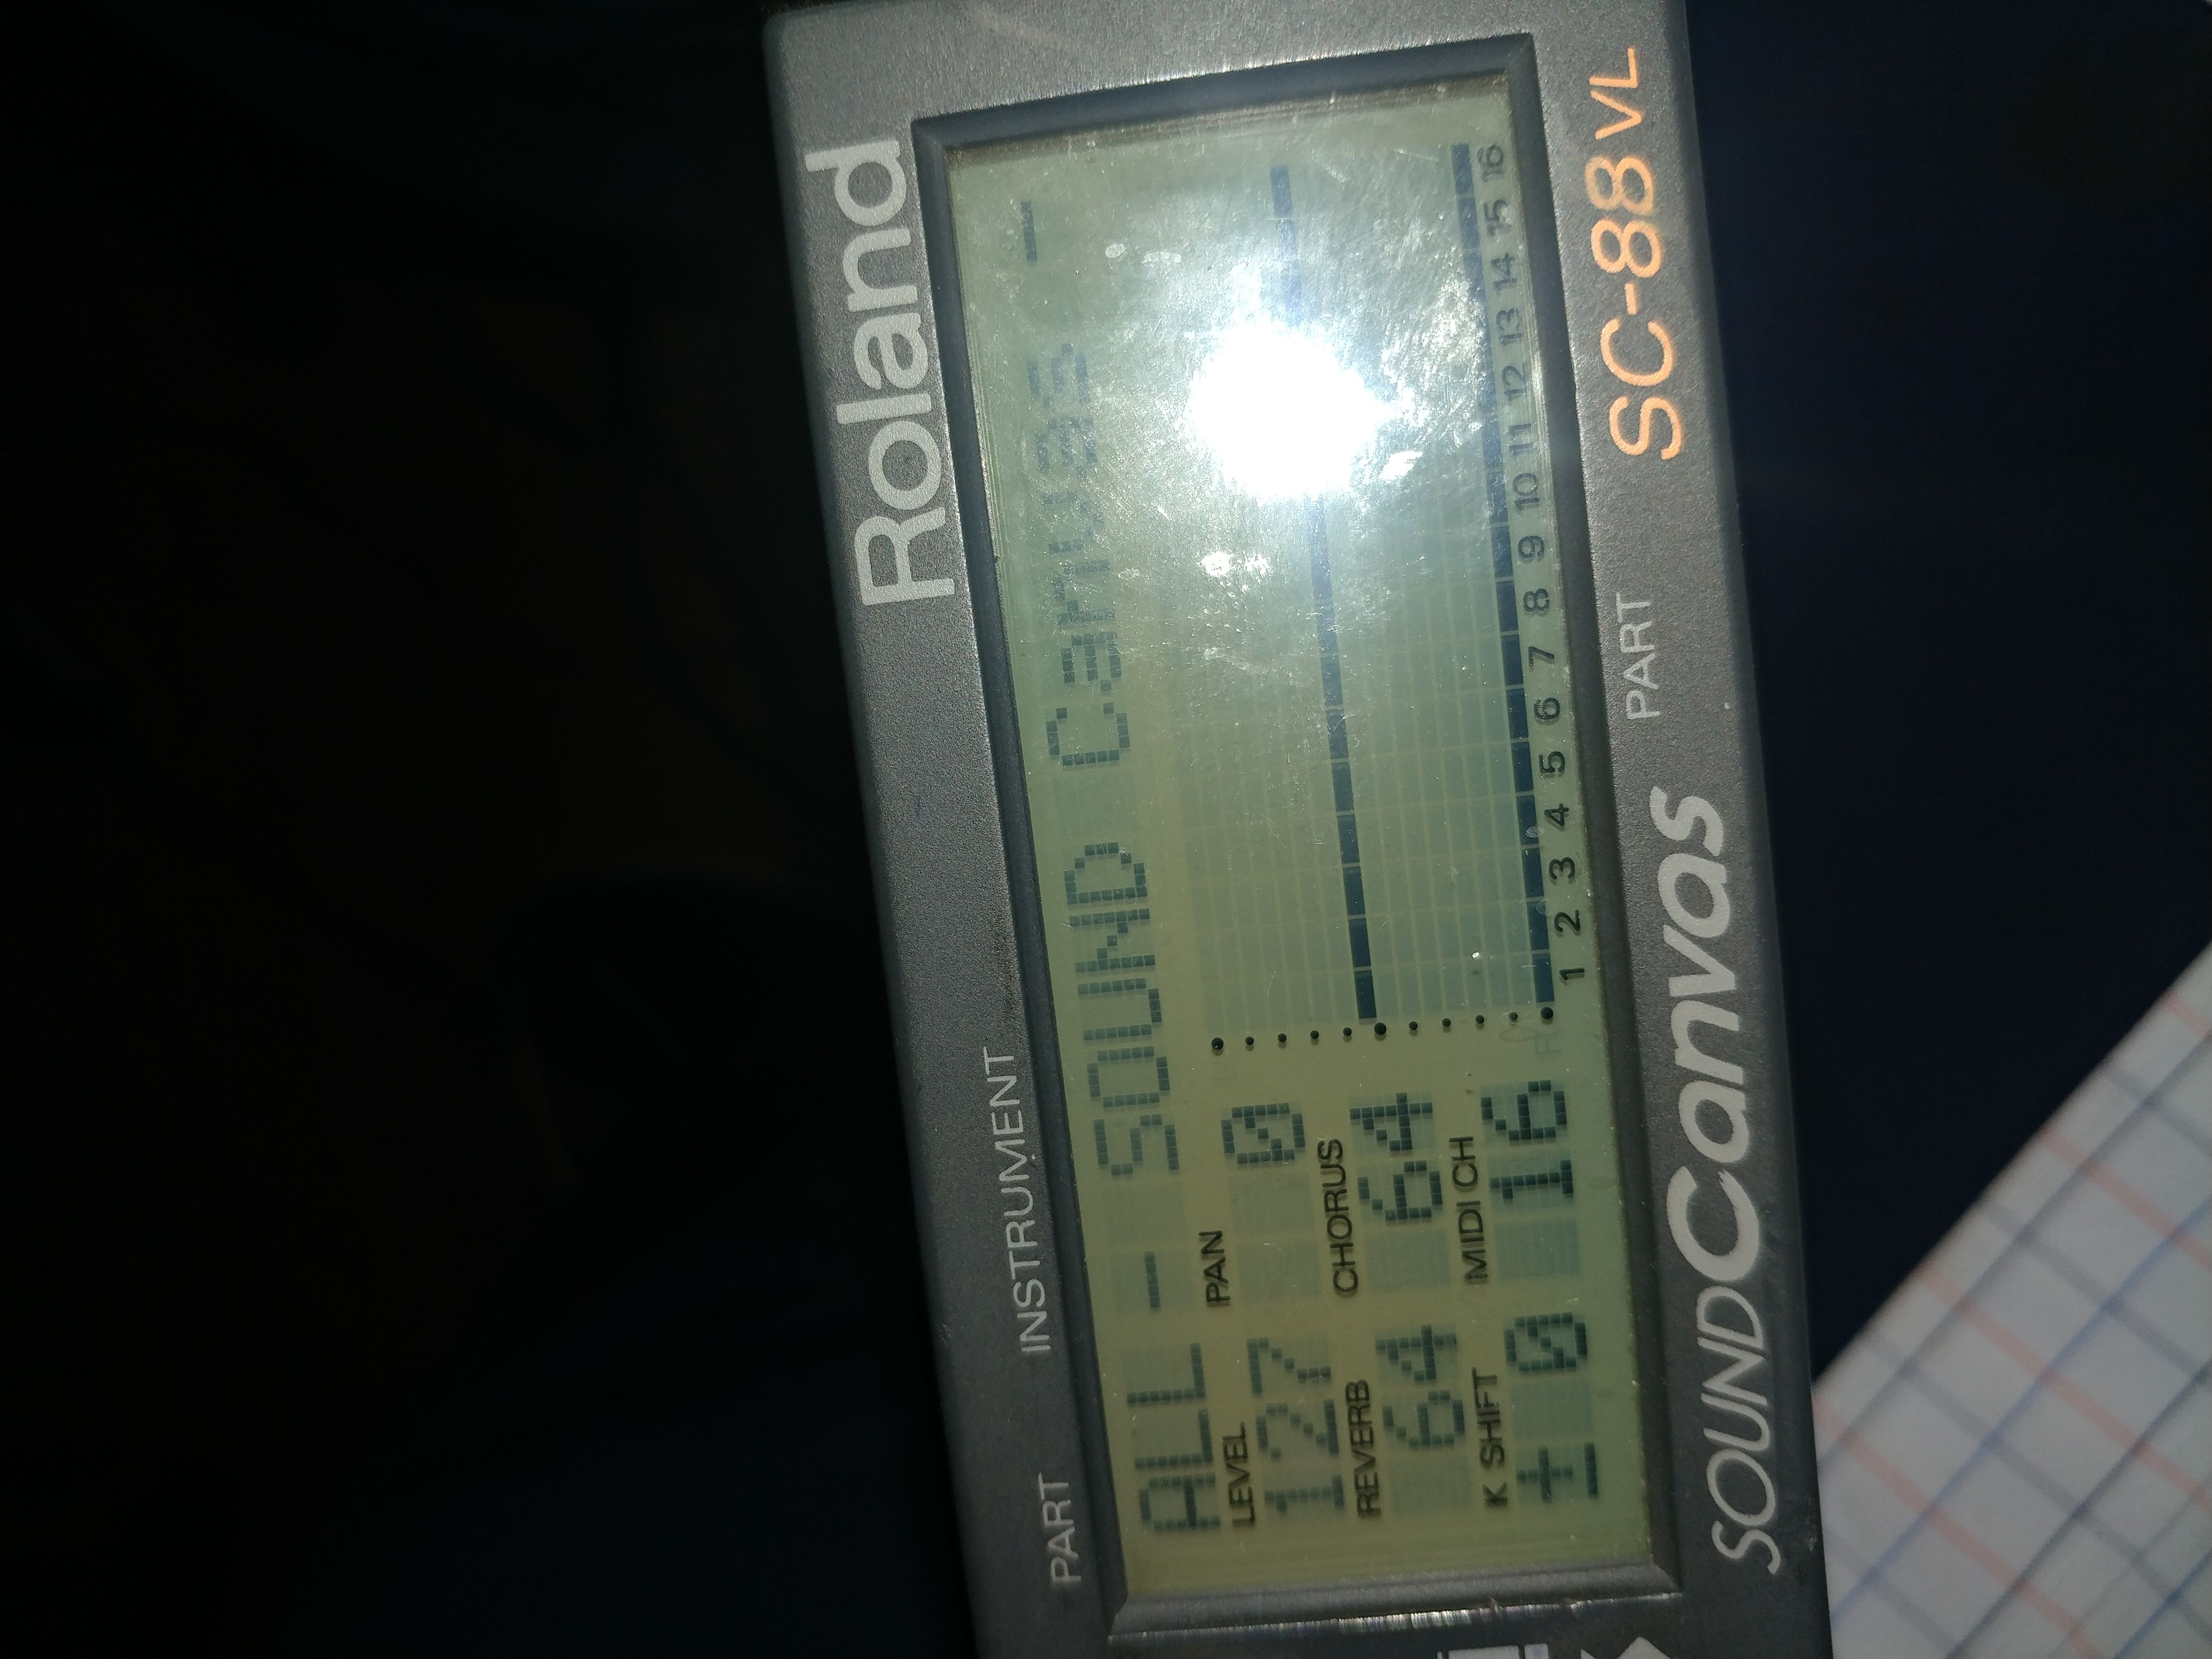 Roland
PART INSTRUMENT
ALL - SOUND Canvas -
LEVEL PAN
127 0
REVERB CHORUS
64 64
K SHIFT MIDI CH
±0 16
1 2 3 4 5 6 7 8 9 10 11 12 13 14 15 16
SOUND Canvas PART SC-88VL